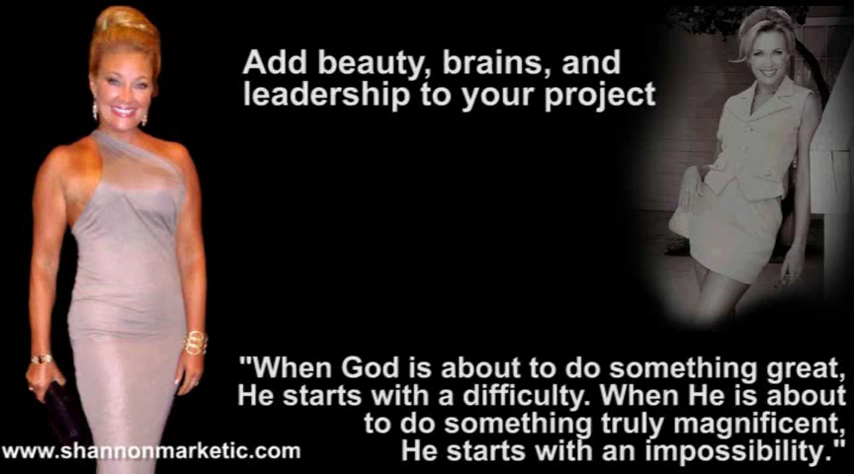 Add beauty, brains, and
leadership to your project
"When God is about to do something great,
He starts with a difficulty. When He is about
to do something truly magnificent,
He starts with an impossibility."
www.shannonmarketic.com